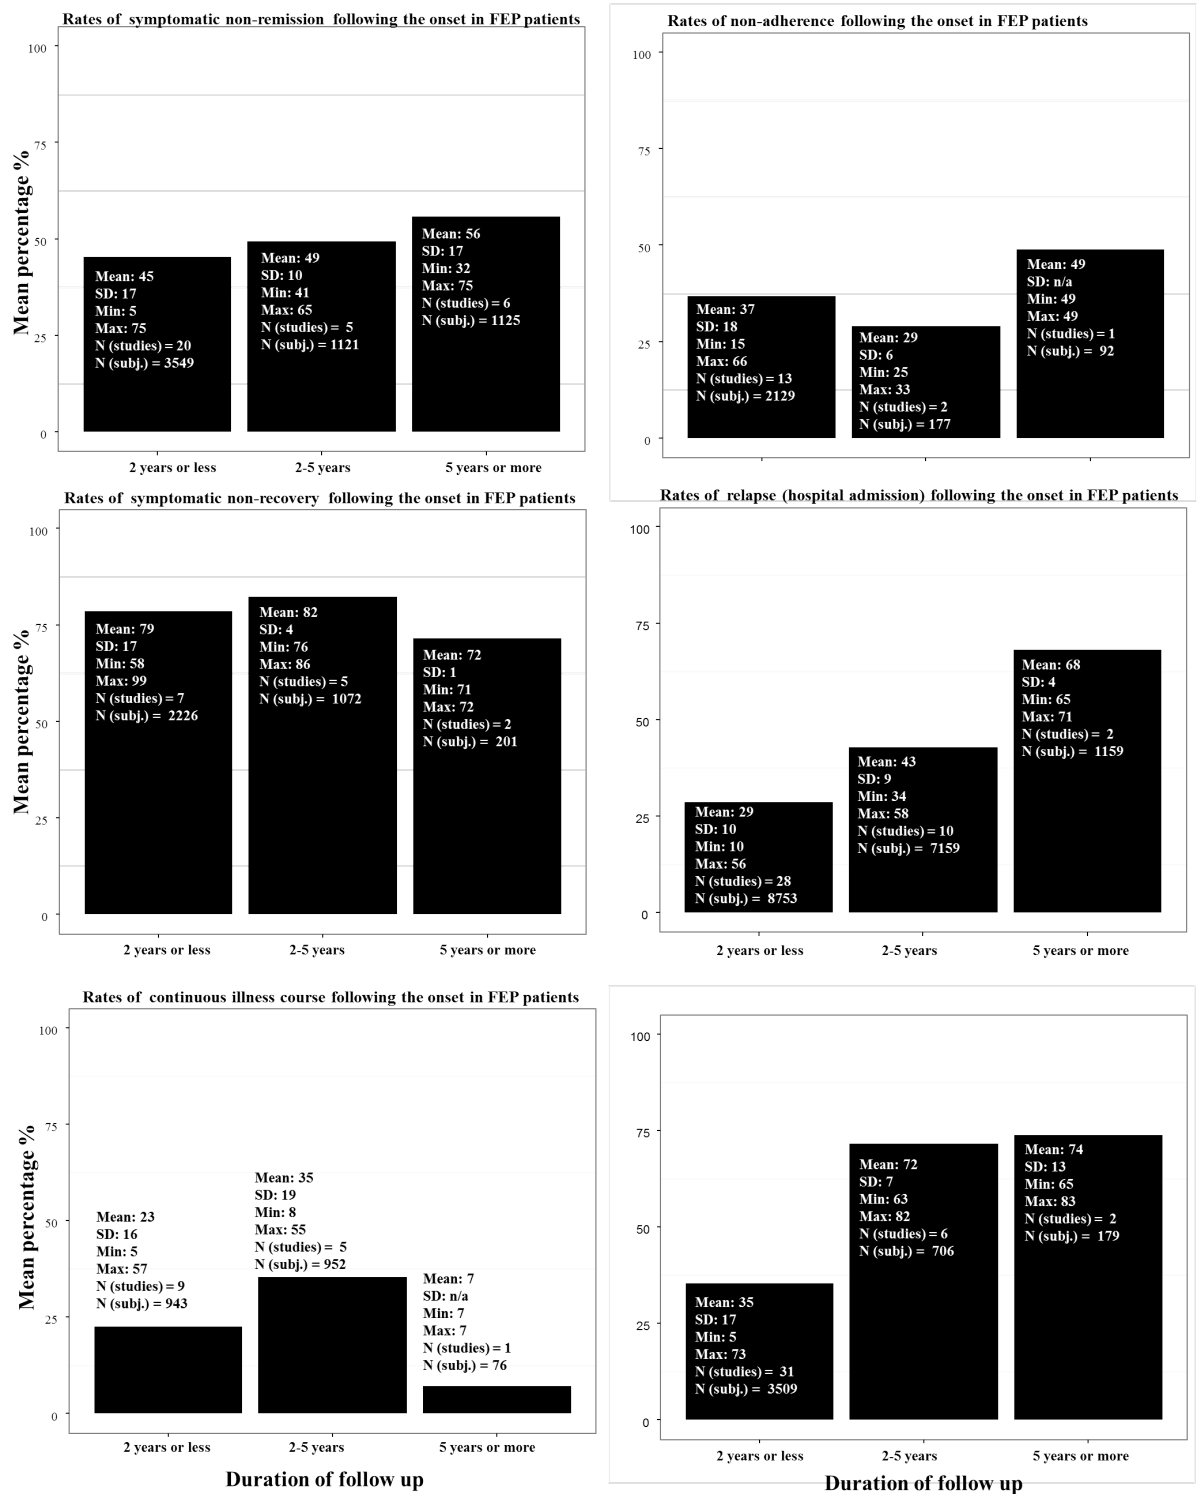 Rates of symptomatic non-remission following the onset in FEP patients
Mean percentage %
100
75
50
25
0
Mean: 45
SD: 17
Min: 5
Max: 75
N (studies) = 20
N (subj.) = 3549
Mean: 49
SD: 10
Min: 41
Max: 65
N (studies) = 5
N (subj.) = 1121
Mean: 56
SD: 17
Min: 32
Max: 75
N (studies) = 6
N (subj.) = 1125
2 years or less
2-5 years
5 years or more
Rates of non-adherence following the onset in FEP patients
100
75
50
25
0
Mean: 37
SD: 18
Min: 15
Max: 66
N (studies) = 13
N (subj.) = 2129
Mean: 29
SD: 6
Min: 25
Max: 33
N (studies) = 2
N (subj.) = 177
Mean: 49
SD: n/a
Min: 49
Max: 49
N (studies) = 1
N (subj.) = 92
Rates of symptomatic non-recovery following the onset in FEP patients
Mean percentage %
100
75
50
25
0
Mean: 79
SD: 17
Min: 58
Max: 99
N (studies) = 7
N (subj.) = 2226
Mean: 82
SD: 4
Min: 76
Max: 86
N (studies) = 5
N (subj.) = 1072
Mean: 72
SD: 1
Min: 71
Max: 72
N (studies) = 2
N (subj.) = 201
2 years or less
2-5 years
5 years or more
Rates of relapse (hospital admission) following the onset in FEP patients
100
75
50
25
0
Mean: 29
SD: 10
Min: 10
Max: 56
N (studies) = 28
N (subj.) = 8753
Mean: 43
SD: 9
Min: 34
Max: 58
N (studies) = 10
N (subj.) = 7159
Mean: 68
SD: 4
Min: 65
Max: 71
N (studies) = 2
N (subj.) = 1159
2 years or less
2-5 years
5 years or more
Rates of continuous illness course following the onset in FEP patients
Mean percentage %
100
75
50
25
0
Mean: 23
SD: 16
Min: 5
Max: 57
N (studies) = 9
N (subj.) = 943
Mean: 35
SD: 19
Min: 8
Max: 55
N (studies) = 5
N (subj.) = 952
Mean: 7
SD: n/a
Min: 7
Max: 7
N (studies) = 1
N (subj.) = 76
2 years or less
2-5 years
5 years or more
Duration of follow up
100
75
50
25
0
Mean: 35
SD: 17
Min: 5
Max: 73
N (studies) = 31
N (subj.) = 3509
Mean: 72
SD: 7
Min: 63
Max: 82
N (studies) = 6
N (subj.) = 706
Mean: 74
SD: 13
Min: 65
Max: 83
N (studies) = 2
N (subj.) = 179
2 years or less
2-5 years
5 years or more
Duration of follow up